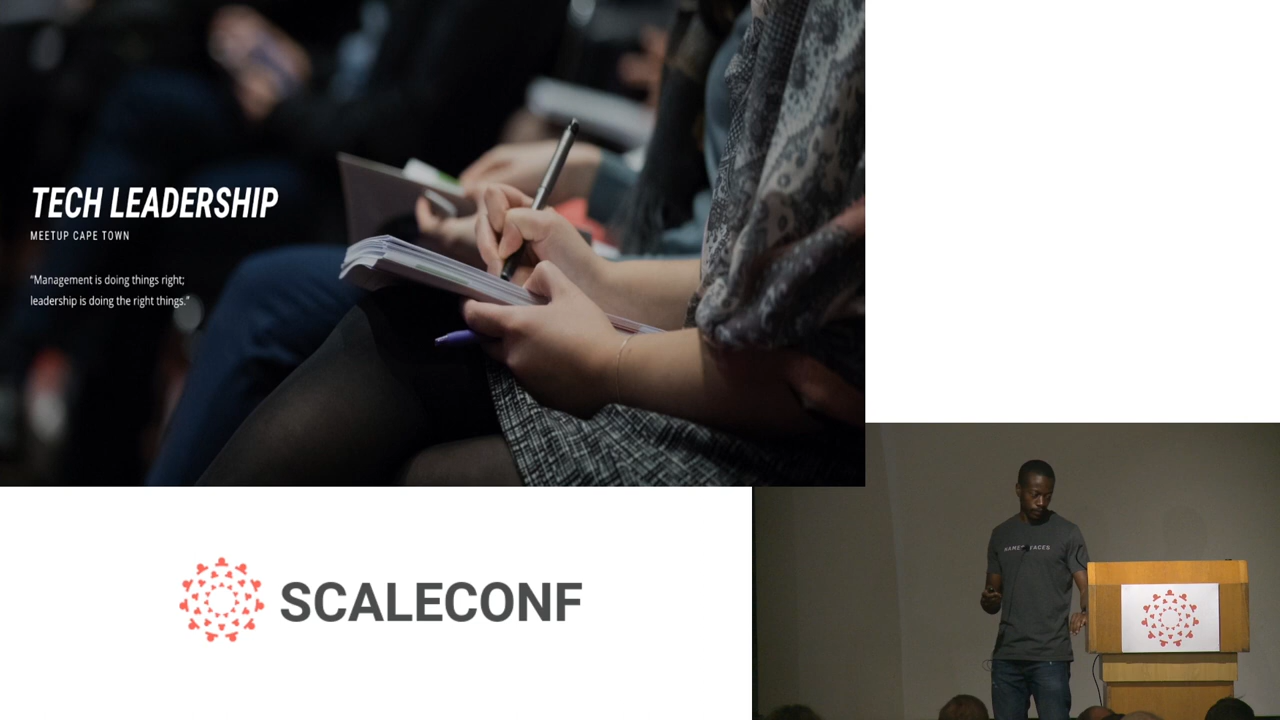 TECH LEADERSHIP
MEETUP CAPE TOWN
"Management is doing things right;
leadership is doing the right things."
SCALECONF